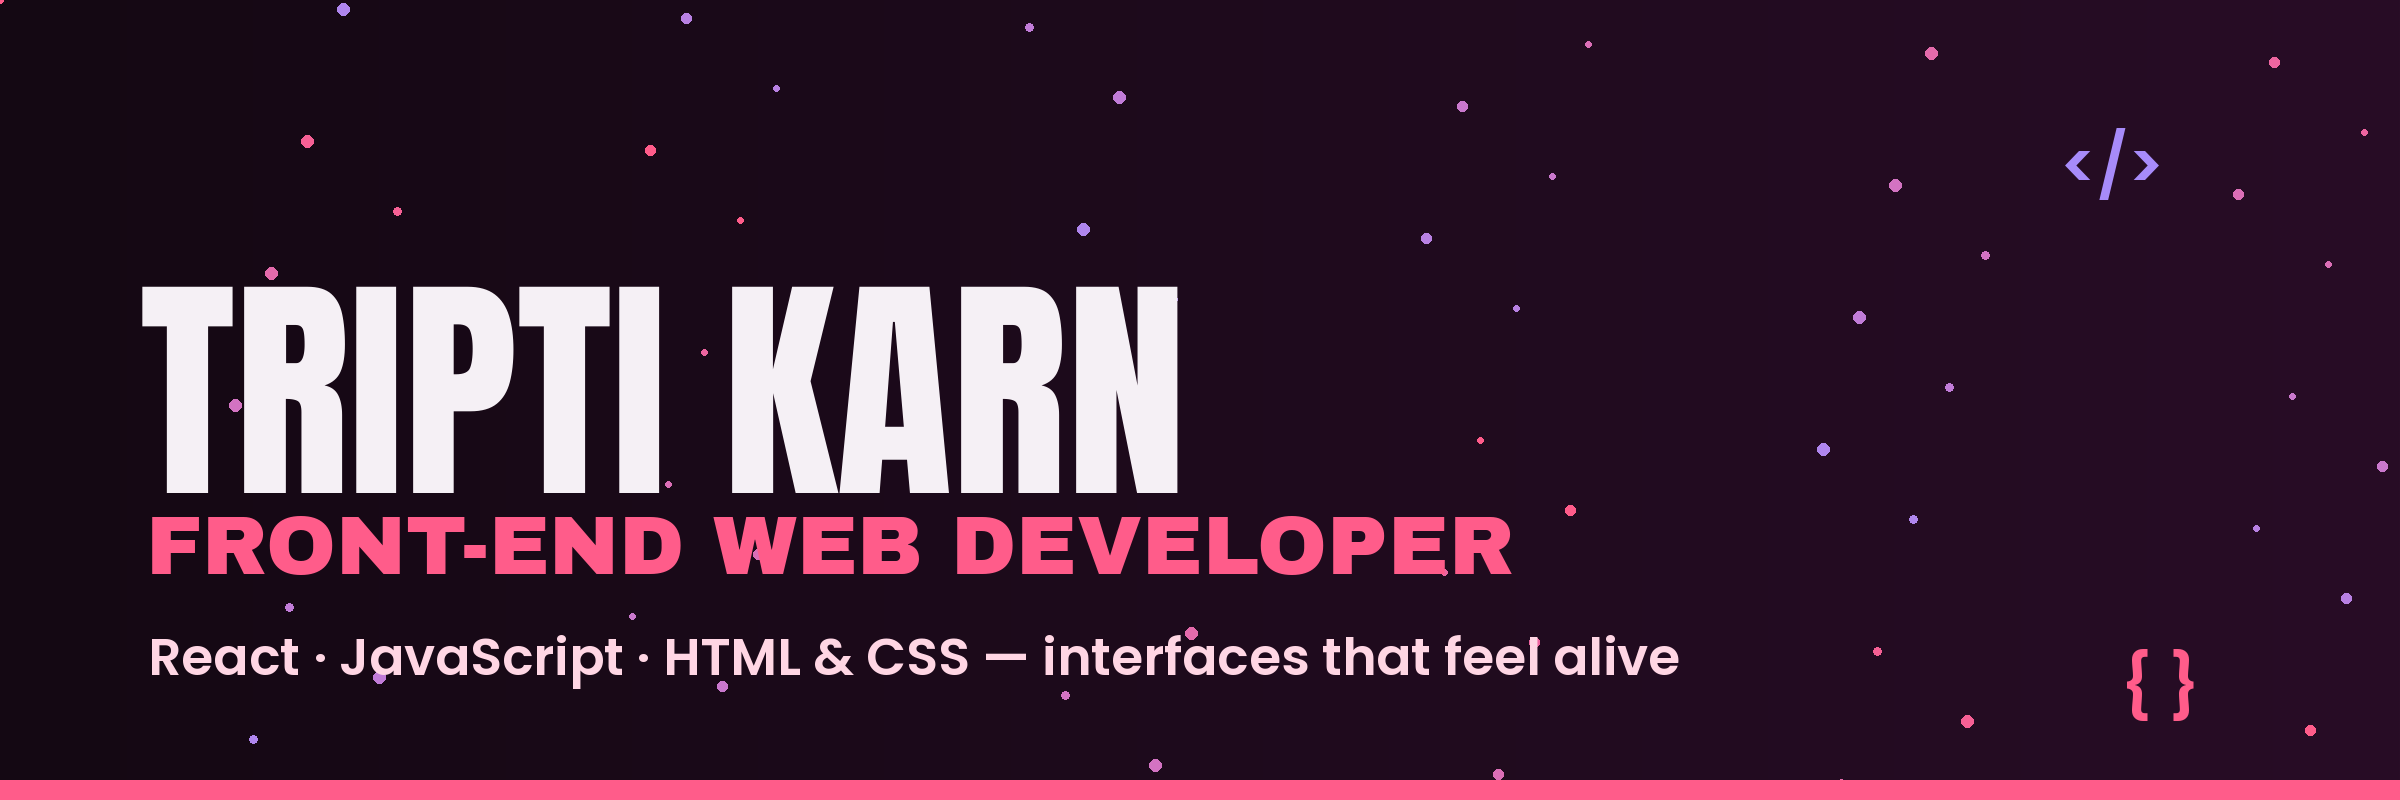 </>
TRIPTI KARN
FRONT-END WEB DEVELOPER
React · JavaScript · HTML & CSS — interfaces that feel alive
{ }